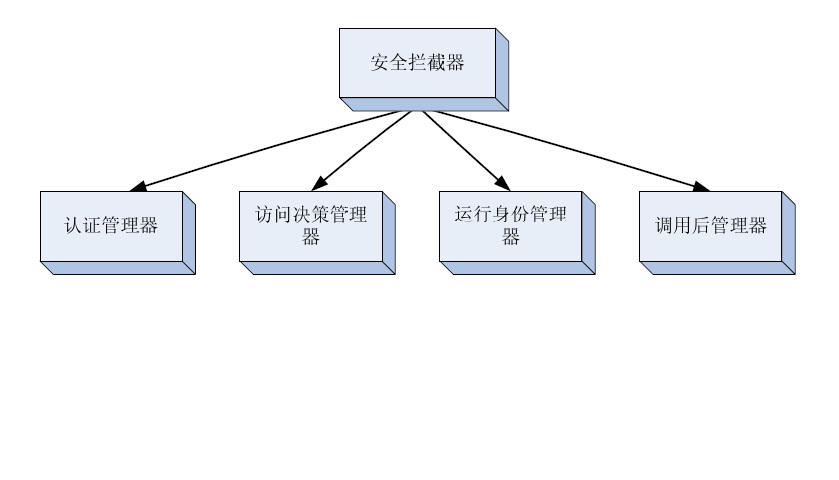 安全拦截器
认证管理器
访问决策管理
器
运行身份管理
器
调用后管理器